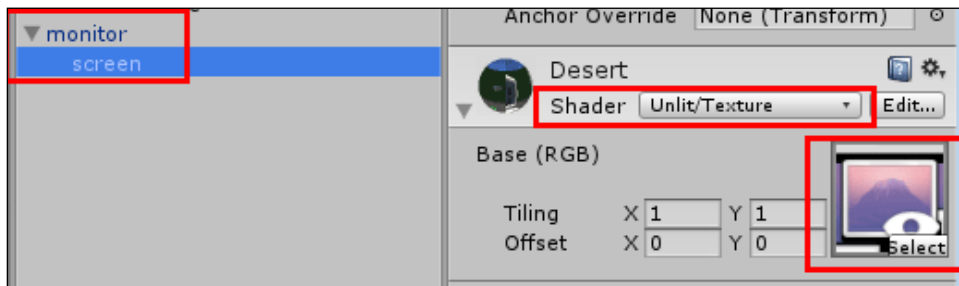 monitor
screen
Anchor Override None (Transform)
Desert
Shader Unlit/Texture Edit...
Base (RGB)
Tiling X 1 Y 1
Offset X 0 Y 0
Select